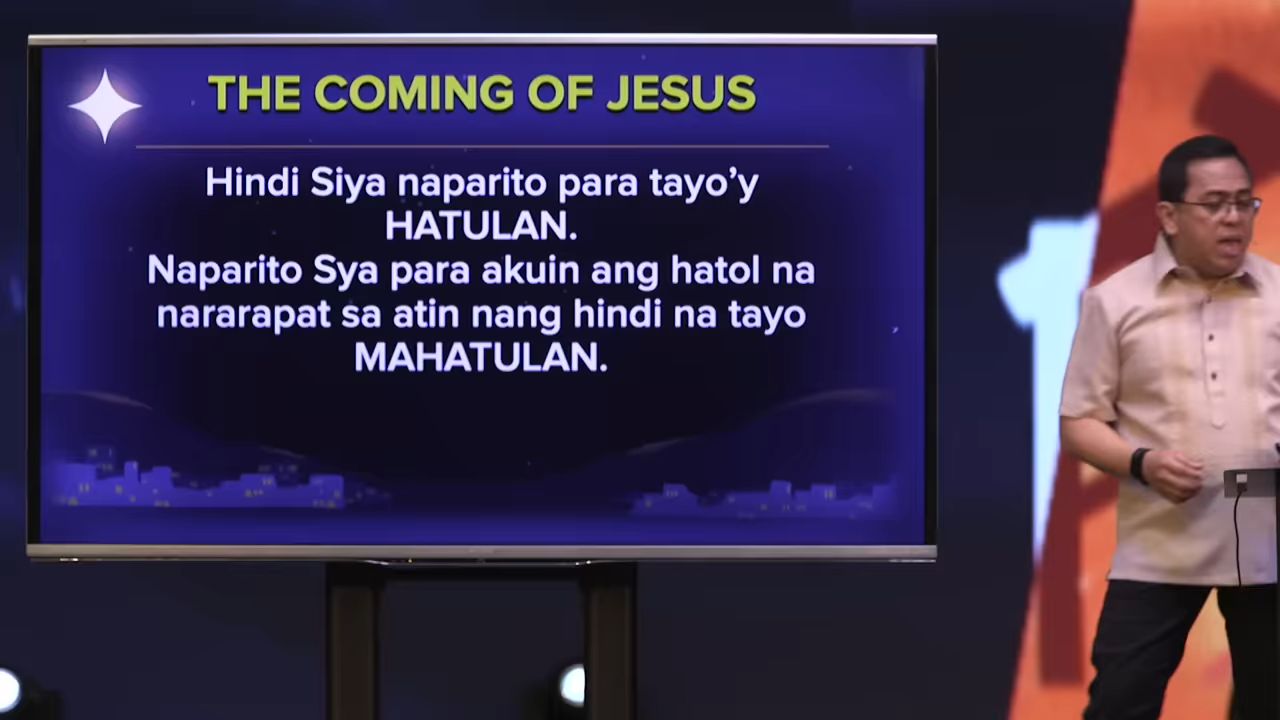 THE COMING OF JESUS
Hindi Siya naparito para tayo’y
HATULAN.
Naparito Sya para akuin ang hatol na
nararapat sa atin nang hindi na tayo
MAHATULAN.